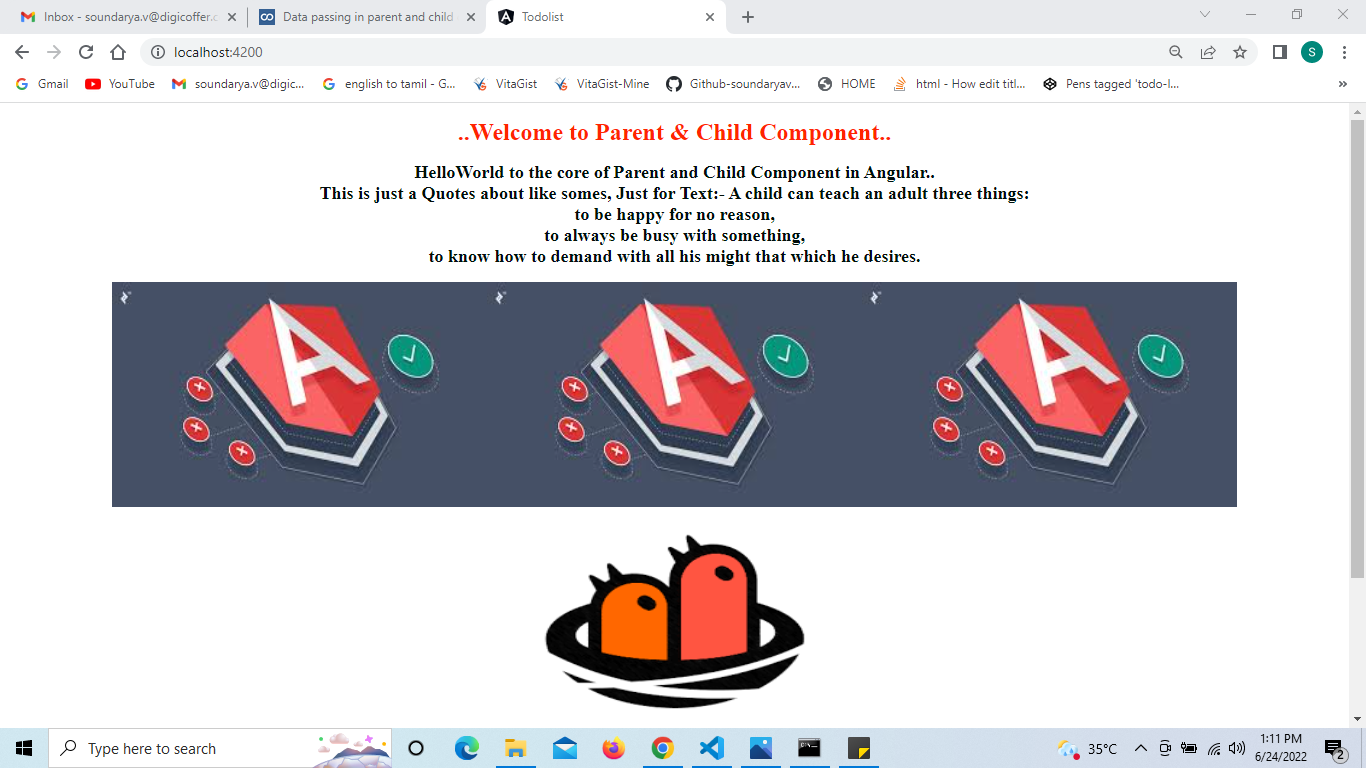 Inbox - soundarya.v@digicoffer.c
Data passing in parent and child
Todolist
localhost:4200
S
Gmail
YouTube
soundarya.v@digic...
english to tamil - G...
VitaGist
VitaGist-Mine
Github-soundaryav...
HOME
html - How edit titl...
Pens tagged 'todo-l...
»
..Welcome to Parent & Child Component..
HelloWorld to the core of Parent and Child Component in Angular..
This is just a Quotes about like somes, Just for Text:- A child can teach an adult three things:
to be happy for no reason,
to always be busy with something,
to know how to demand with all his might that which he desires.
Type here to search
35°C
1:11 PM
6/24/2022
2